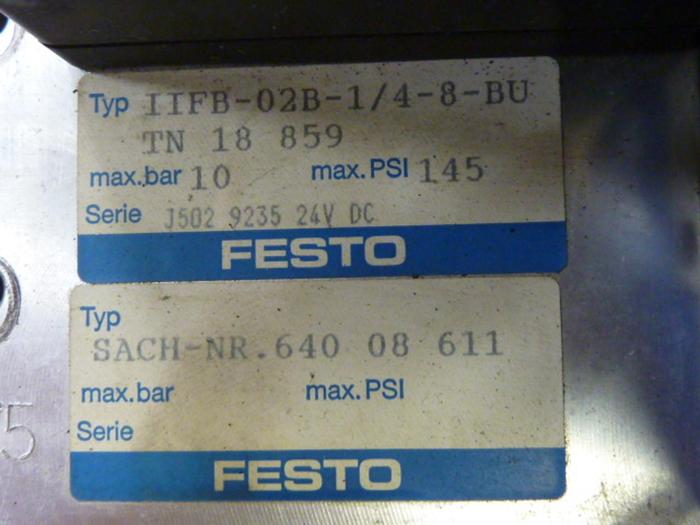 Typ IIFB-02B-1/4-8-BU
TN 18 859
max.bar 10 max.PSI 145
Serie J502 9235 24V DC
FESTO
Typ
SACH-NR.640 08 611
max.bar max.PSI
Serie
FESTO
5